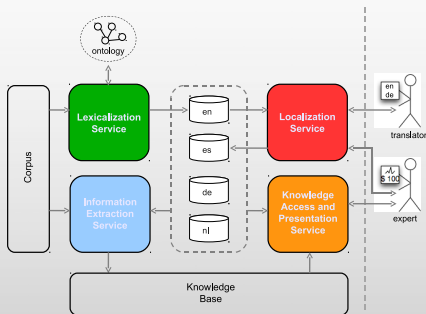 ontology
Corpus
Lexicalization
Service
en
es
de
nl
Localization
Service
en
de
translator
Information
Extraction
Service
Knowledge
Access and
Presentation
Service
$ 100
expert
Knowledge
Base